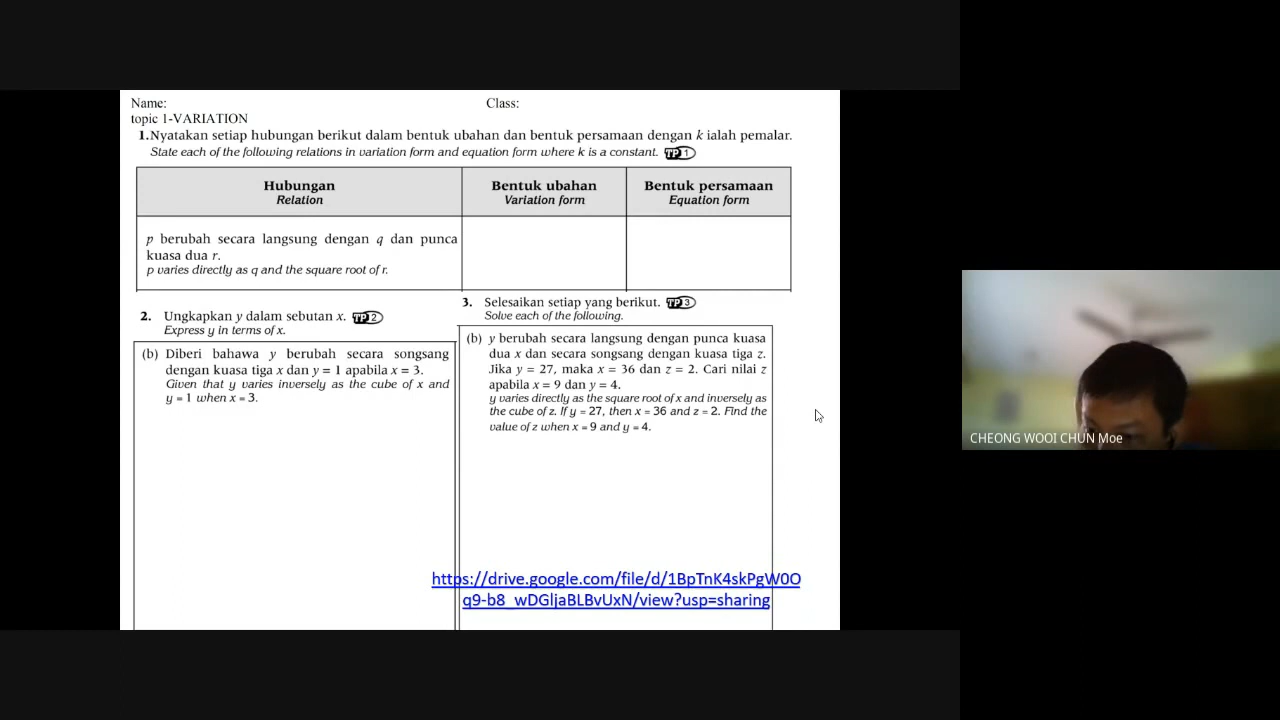 Name:
Class:
topic 1-VARIATION
1. Nyatakan setiap hubungan berikut dalam bentuk ubahan dan bentuk persamaan dengan k ialah pemalar.
State each of the following relations in variation form and equation form where k is a constant. TP 1
Hubungan
Relation
Bentuk ubahan
Variation form
Bentuk persamaan
Equation form
p berubah secara langsung dengan q dan punca
kuasa dua r.
p varies directly as q and the square root of r.
2. Ungkapkan y dalam sebutan x. TP 2
Express y in terms of x.
(b) Diberi bahawa y berubah secara songsang
dengan kuasa tiga x dan y = 1 apabila x = 3.
Given that y varies inversely as the cube of x and
y = 1 when x = 3.
3. Selesaikan setiap yang berikut. TP 3
Solve each of the following.
(b) y berubah secara langsung dengan punca kuasa
dua x dan secara songsang dengan kuasa tiga z.
Jika y = 27, maka x = 36 dan z = 2. Cari nilai z
apabila x = 9 dan y = 4.
y varies directly as the square root of x and inversely as
the cube of z. If y = 27, then x = 36 and z = 2. Find the
value of z when x = 9 and y = 4.
https://drive.google.com/file/d/1BpTnK4skPgW0O
q9-b8_wDGljaBLBvUxN/view?usp=sharing
CHEONG WOOI CHUN Moe